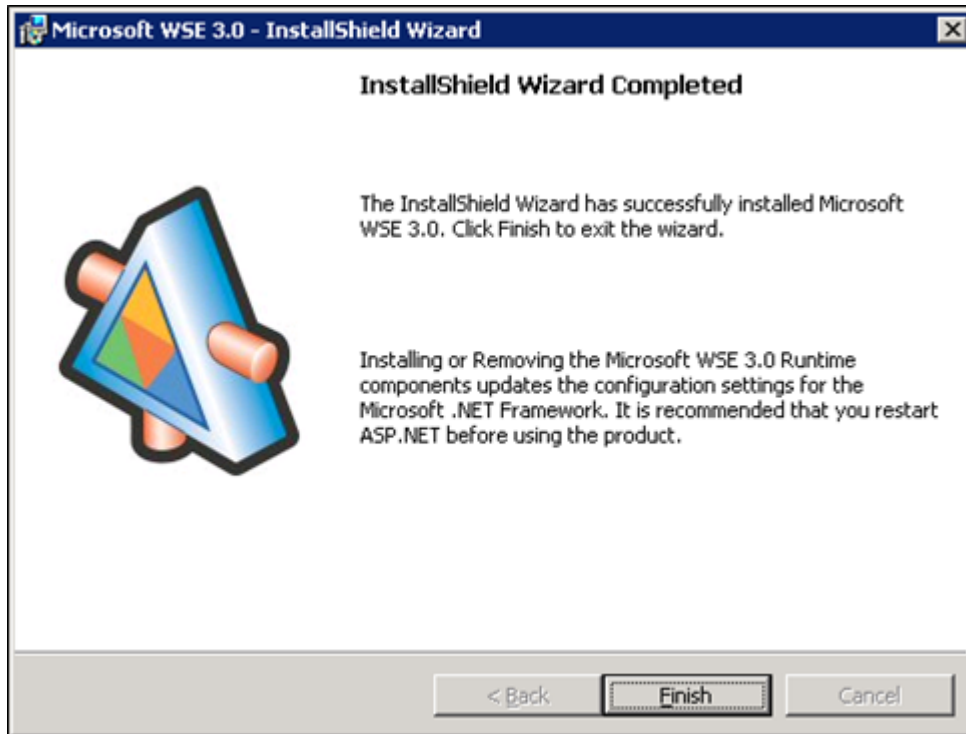 Microsoft WSE 3.0 - InstallShield Wizard
InstallShield Wizard Completed
The InstallShield Wizard has successfully installed Microsoft
WSE 3.0. Click Finish to exit the wizard.
Installing or Removing the Microsoft WSE 3.0 Runtime
components updates the configuration settings for the
Microsoft .NET Framework. It is recommended that you restart
ASP.NET before using the product.
< Back Finish Cancel